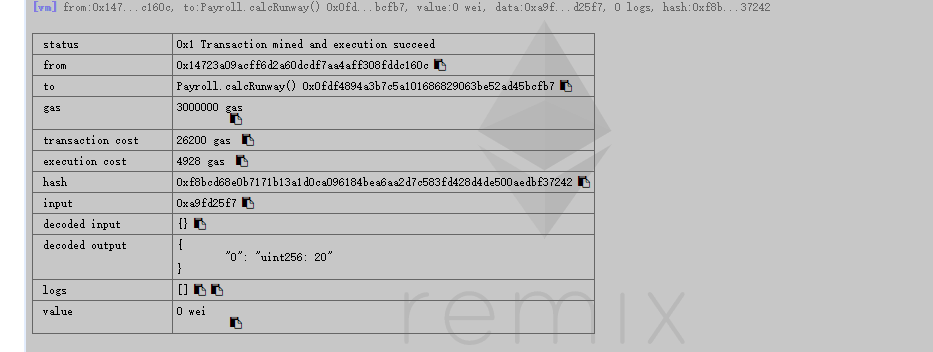 [vm] from:0x147...c160c, to:Payroll.calcRunway() 0x0fd...bcfb7, value:0 wei, data:0xa9f...d25f7, 0 logs, hash:0xf8b...37242
status 0x1 Transaction mined and execution succeed
from 0x14723a09acff6d2a60dcdf7aa4aff308fddc160c
to Payroll.calcRunway() 0x0fdf4894a3b7c5a101686829063be52ad45bcfb7
gas 3000000 gas
transaction cost 26200 gas
execution cost 4928 gas
hash 0xf8bcd68e0b7171b13a1d0ca096184bea6aa2d7c583fd428d4de500aedbf37242
input 0xa9fd25f7
decoded input {}
decoded output {
"0": "uint256: 20"
}
logs []
value 0 wei
remix